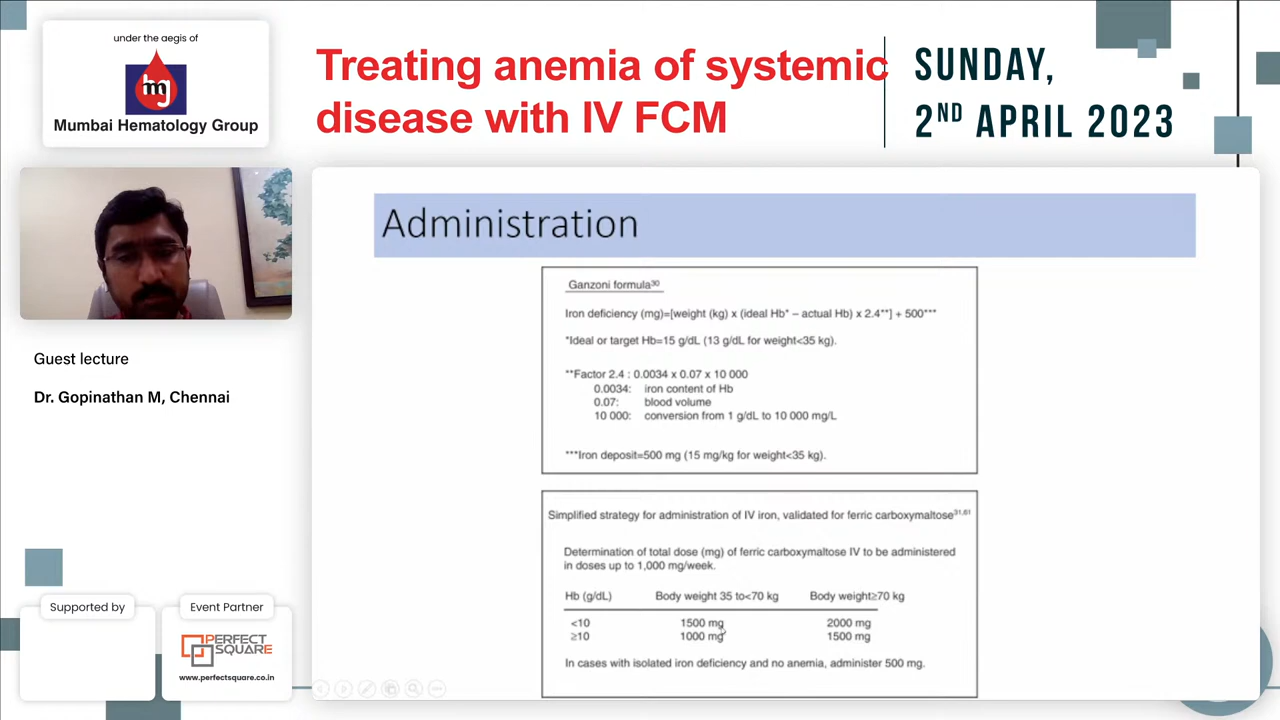 under the aegis of
mj
Mumbai Hematology Group
Treating anemia of systemic
disease with IV FCM
SUNDAY,
2ND APRIL 2023
Guest lecture
Dr. Gopinathan M, Chennai
Administration
Ganzoni formula30
Iron deficiency (mg)=[weight (kg) x (ideal Hb* – actual Hb) x 2.4**] + 500***
*Ideal or target Hb=15 g/dL (13 g/dL for weight<35 kg).
**Factor 2.4 : 0.0034 x 0.07 x 10 000
0.0034: iron content of Hb
0.07: blood volume
10 000: conversion from 1 g/dL to 10 000 mg/L
***Iron deposit=500 mg (15 mg/kg for weight<35 kg).
Simplified strategy for administration of IV iron, validated for ferric carboxymaltose31,61
Determination of total dose (mg) of ferric carboxymaltose IV to be administered
in doses up to 1,000 mg/week.
Hb (g/dL) Body weight 35 to<70 kg Body weight≥70 kg
<10 1500 mg 2000 mg
≥10 1000 mg 1500 mg
In cases with isolated iron deficiency and no anemia, administer 500 mg.
Supported by
Event Partner
PERFECT
SQUARE
www.perfectsquare.co.in